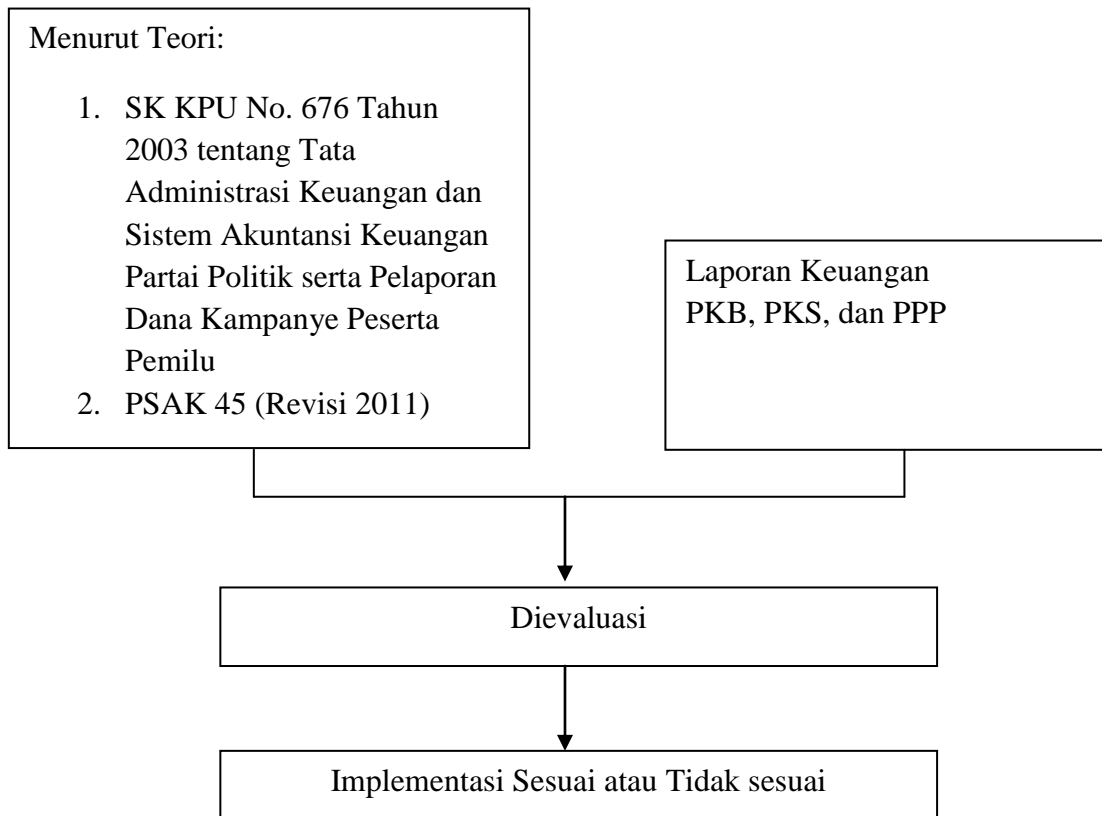 Menurut Teori:
1. SK KPU No. 676 Tahun
2003 tentang Tata
Administrasi Keuangan dan
Sistem Akuntansi Keuangan
Partai Politik serta Pelaporan
Dana Kampanye Peserta
Pemilu
2. PSAK 45 (Revisi 2011)
Laporan Keuangan
PKB, PKS, dan PPP
Dievaluasi
Implementasi Sesuai atau Tidak sesuai